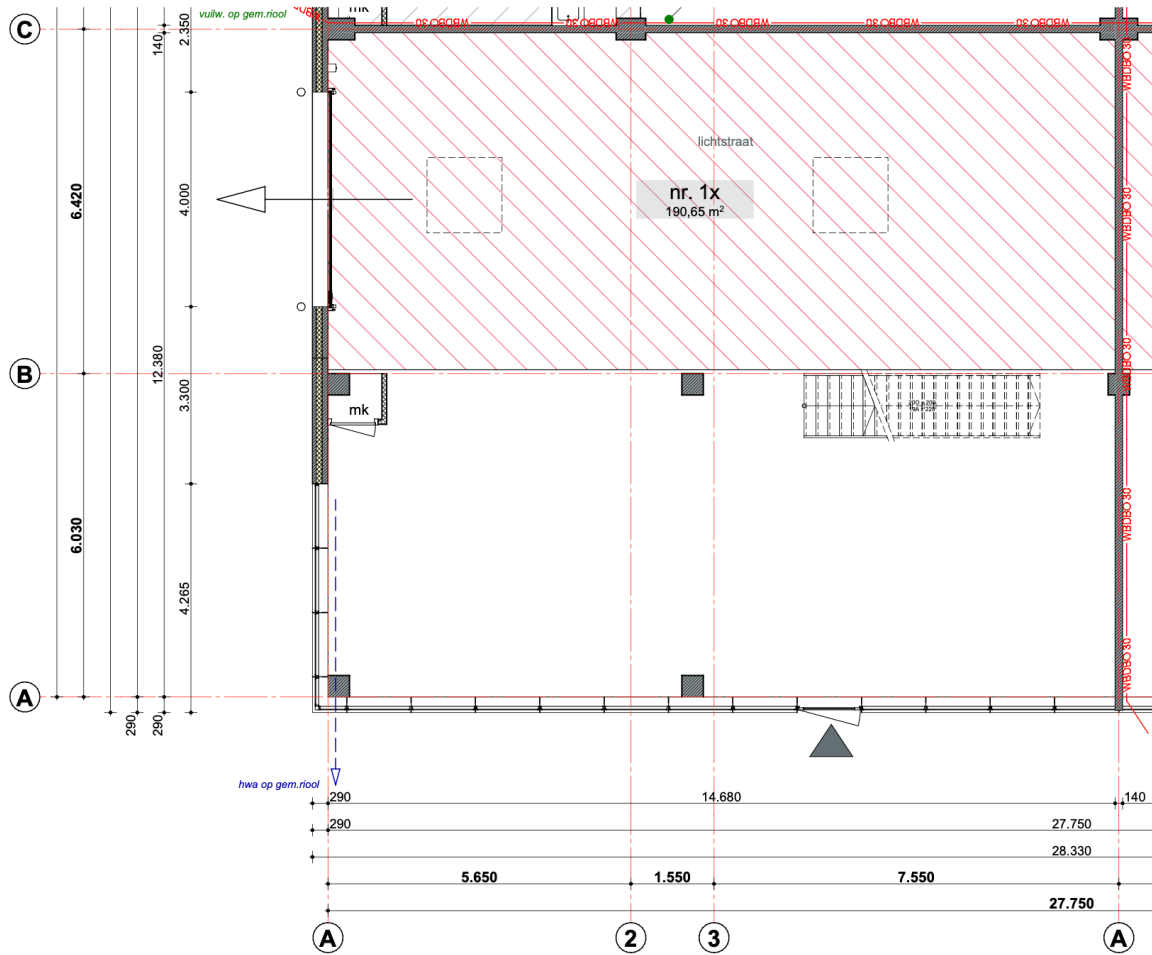 vuilw. op gem.riool
mk
WBDBO 30
WBDBO 30
WBDBO 30
WBDBO 30
C
140
2.350
WBDBO 30
lichtstraat
nr. 1x
190,65 m²
6.420
4.000
WBDBO 30
B
12.380
3.300
mk
WBDBO 30
6.030
4.265
WBDBO 30
WBDBO 30
A
290
290
hwa op gem.riool
290
14.680
140
290
27.750
28.330
5.650
1.550
7.550
27.750
A
2
3
A